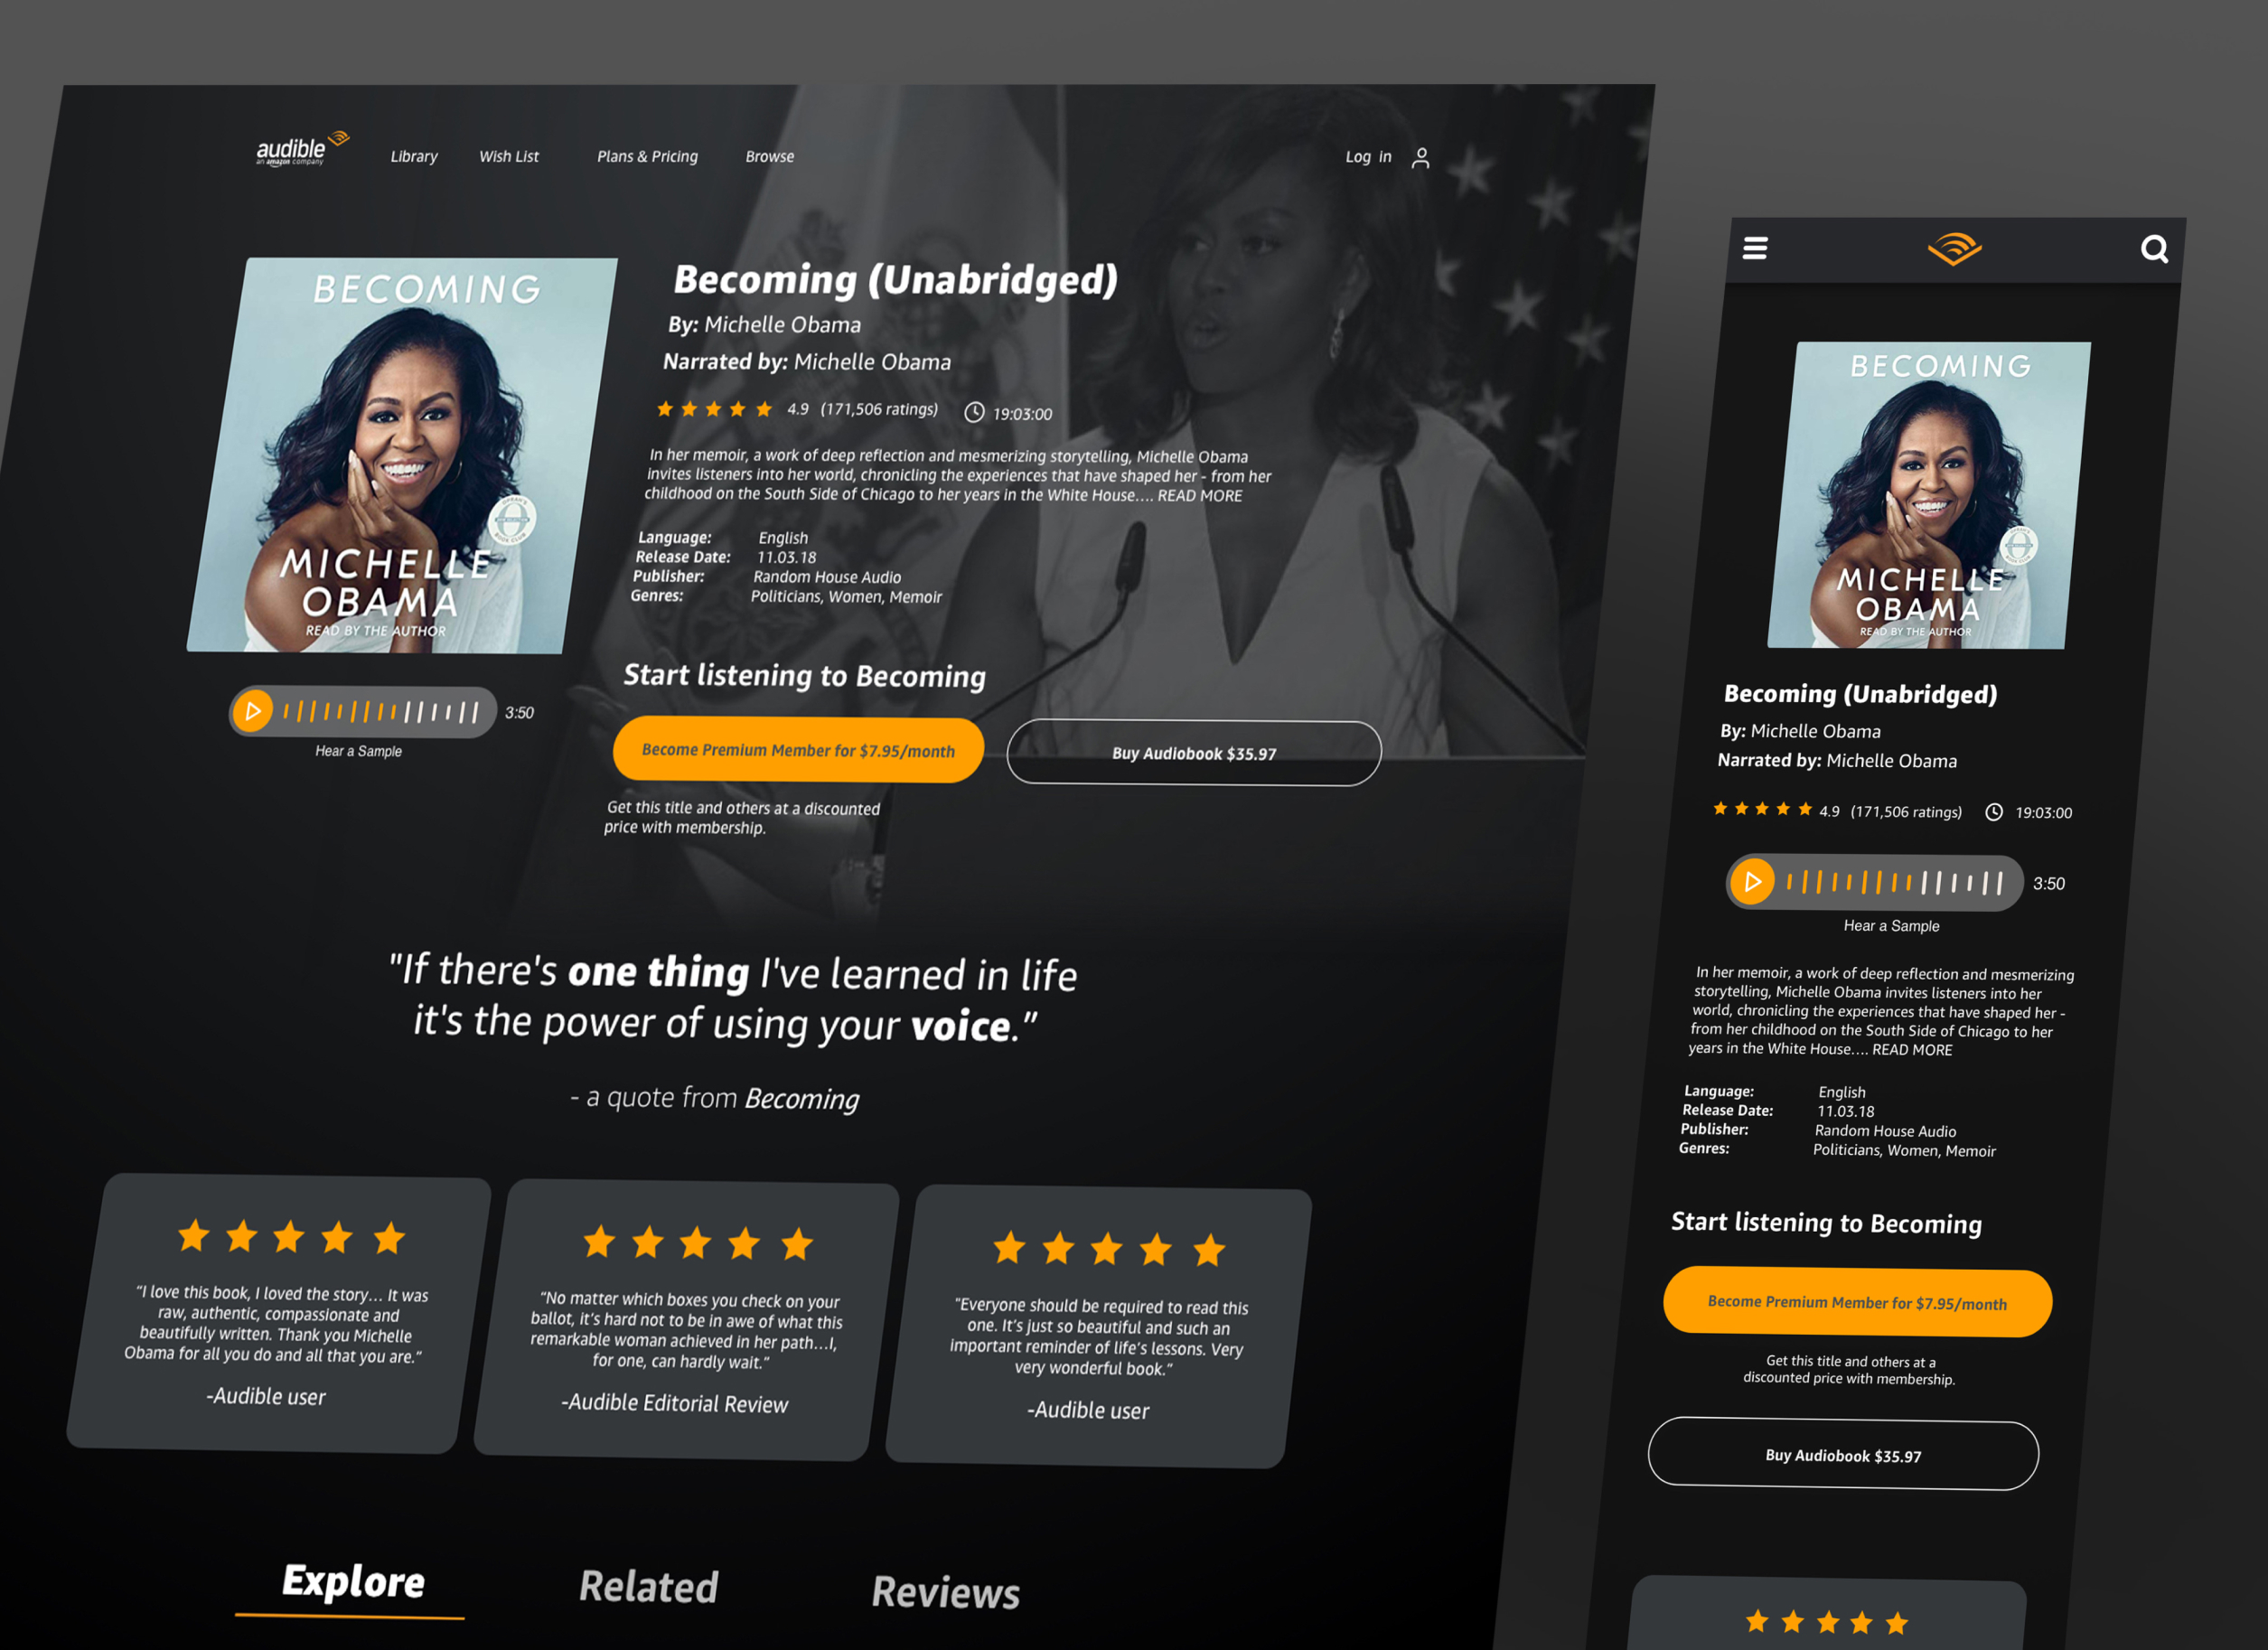 audible
an amazon company
Library
Wish List
Plans & Pricing
Browse
Log in
BECOMING
MICHELLE
OBAMA
READ BY THE AUTHOR
OPRAH'S
BOOK CLUB
3:50
Hear a Sample
Becoming (Unabridged)
By: Michelle Obama
Narrated by: Michelle Obama
4.9 (171,506 ratings) 19:03:00
In her memoir, a work of deep reflection and mesmerizing storytelling, Michelle Obama
invites listeners into her world, chronicling the experiences that have shaped her - from her
childhood on the South Side of Chicago to her years in the White House.... READ MORE
Language: English
Release Date: 11.03.18
Publisher: Random House Audio
Genres: Politicians, Women, Memoir
Start listening to Becoming
Become Premium Member for $7.95/month
Buy Audiobook $35.97
Get this title and others at a discounted
price with membership.
"If there's one thing I've learned in life
it's the power of using your voice.”
- a quote from Becoming
“I love this book, I loved the story... It was
raw, authentic, compassionate and
beautifully written. Thank you Michelle
Obama for all you do and all that you are.”
-Audible user
“No matter which boxes you check on your
ballot, it’s hard not to be in awe of what this
remarkable woman achieved in her path...I,
for one, can hardly wait.”
-Audible Editorial Review
“Everyone should be required to read this
one. It’s just so beautiful and such an
important reminder of life’s lessons. Very
very wonderful book.”
-Audible user
Explore
Related
Reviews
BECOMING
MICHELLE
OBAMA
READ BY THE AUTHOR
Becoming (Unabridged)
By: Michelle Obama
Narrated by: Michelle Obama
4.9 (171,506 ratings) 19:03:00
3:50
Hear a Sample
In her memoir, a work of deep reflection and mesmerizing
storytelling, Michelle Obama invites listeners into her
world, chronicling the experiences that have shaped her -
from her childhood on the South Side of Chicago to her
years in the White House.... READ MORE
Language: English
Release Date: 11.03.18
Publisher: Random House Audio
Genres: Politicians, Women, Memoir
Start listening to Becoming
Become Premium Member for $7.95/month
Get this title and others at a
discounted price with membership.
Buy Audiobook $35.97